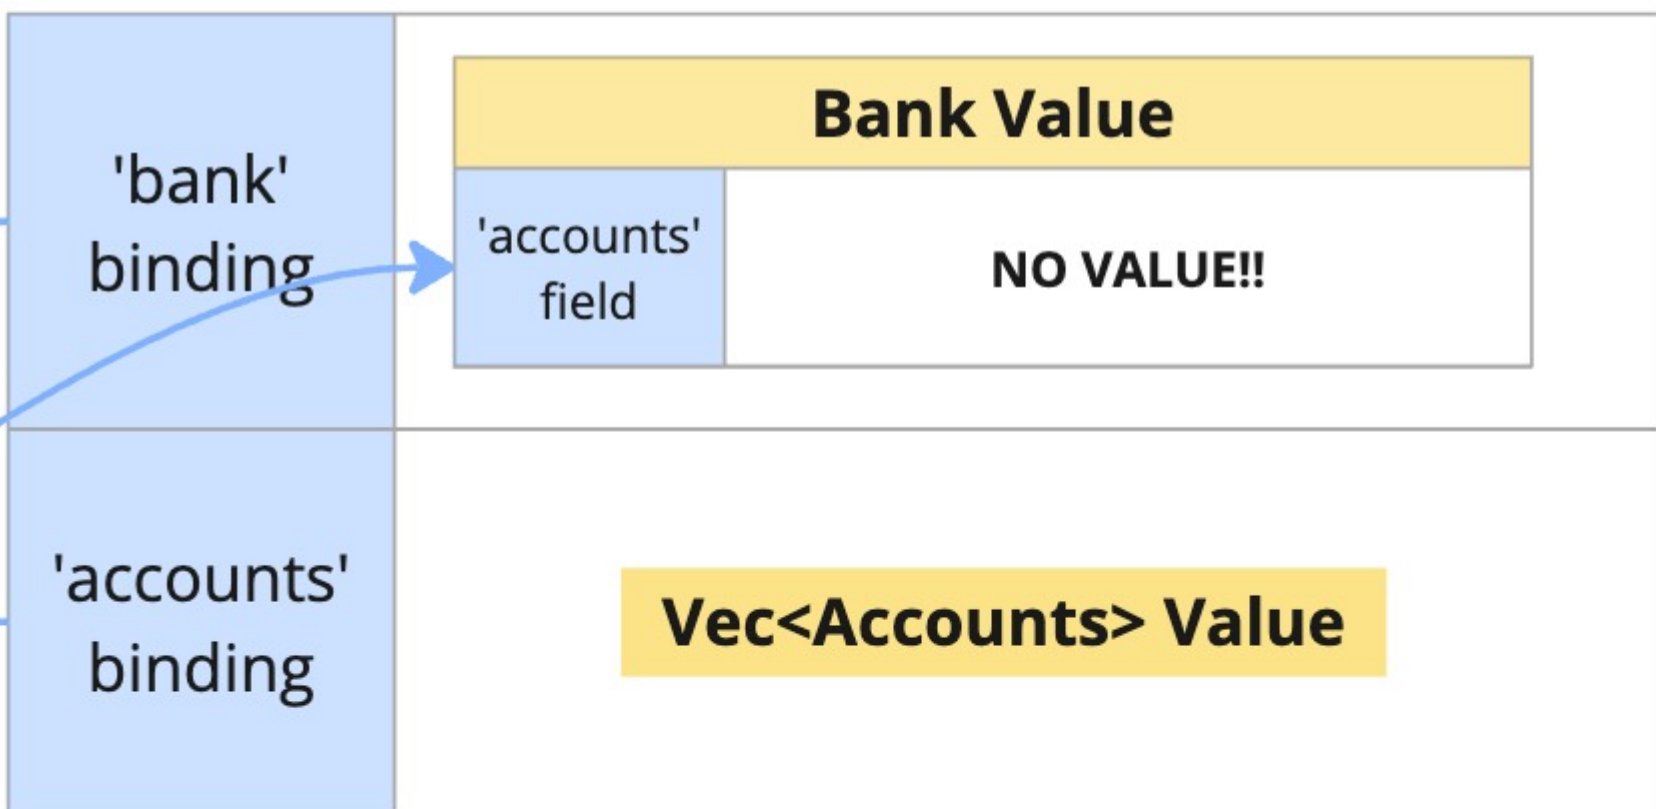 'bank'
binding
Bank Value
'accounts'
field
NO VALUE!!
'accounts'
binding
Vec<Accounts> Value